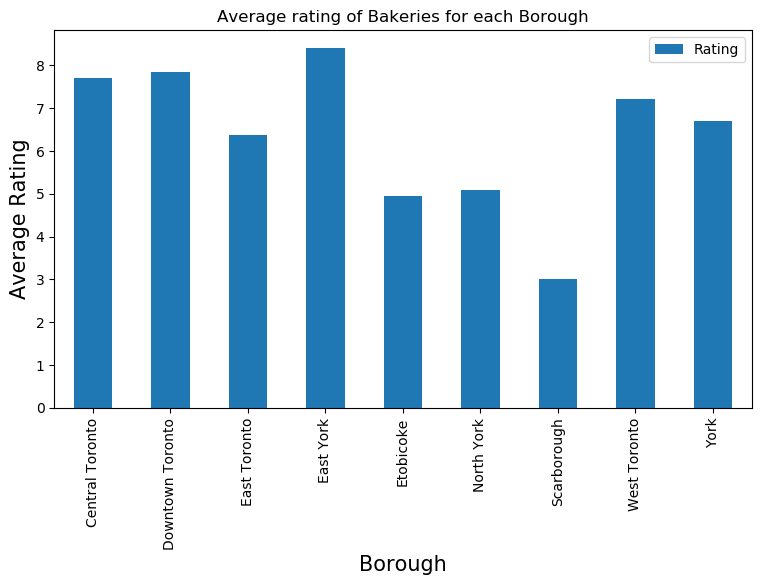 Average rating of Bakeries for each Borough
Rating
Average Rating
8
7
6
5
4
3
2
1
0
Central Toronto
Downtown Toronto
East Toronto
East York
Etobicoke
North York
Scarborough
West Toronto
York
Borough